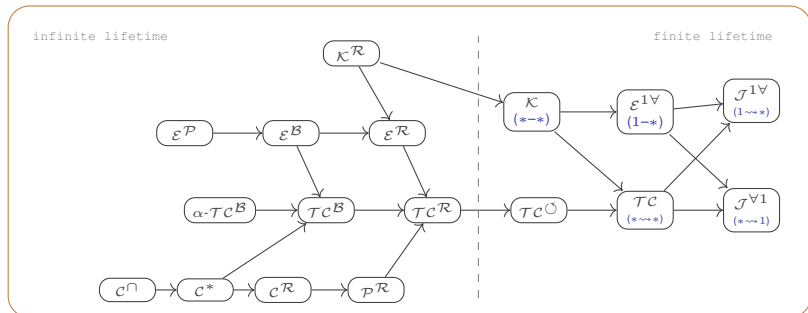 infinite lifetime
finite lifetime
𝒦^ℛ
𝒦
(*–*)
ℰ^{1∀}
(1–*)
𝒥^{1∀}
(1⇝*)
ℰ^𝒫
ℰ^ℬ
ℰ^ℛ
α-𝒯𝒞^ℬ
𝒯𝒞^ℬ
𝒯𝒞^ℛ
𝒯𝒞^↺
𝒯𝒞
(*⇝*)
𝒥^{∀1}
(*⇝1)
𝒞^∩
𝒞^*
𝒞^ℛ
𝒫^ℛ